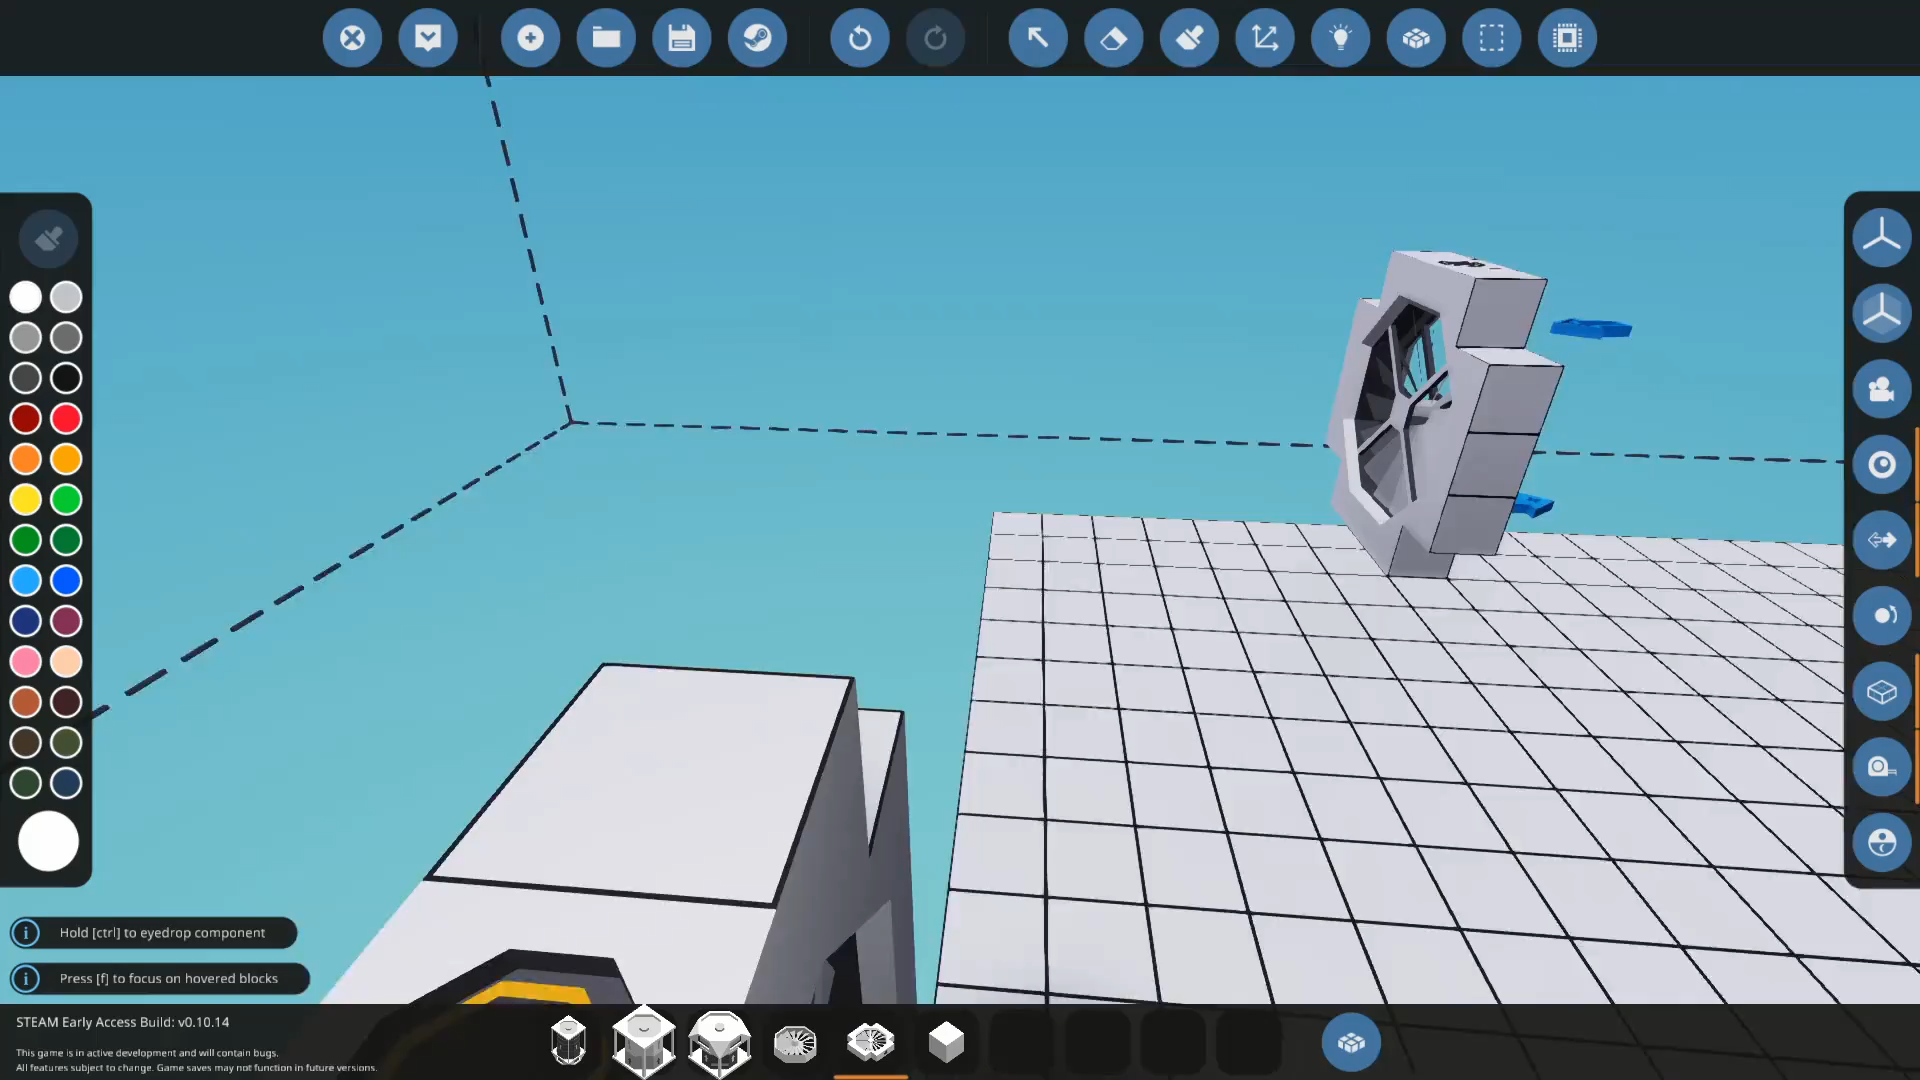 Hold [ctrl] to eyedrop component
Press [f] to focus on hovered blocks
STEAM Early Access Build: v0.10.14
This game is in active development and will contain bugs.
All features subject to change. Game saves may not function in future versions.